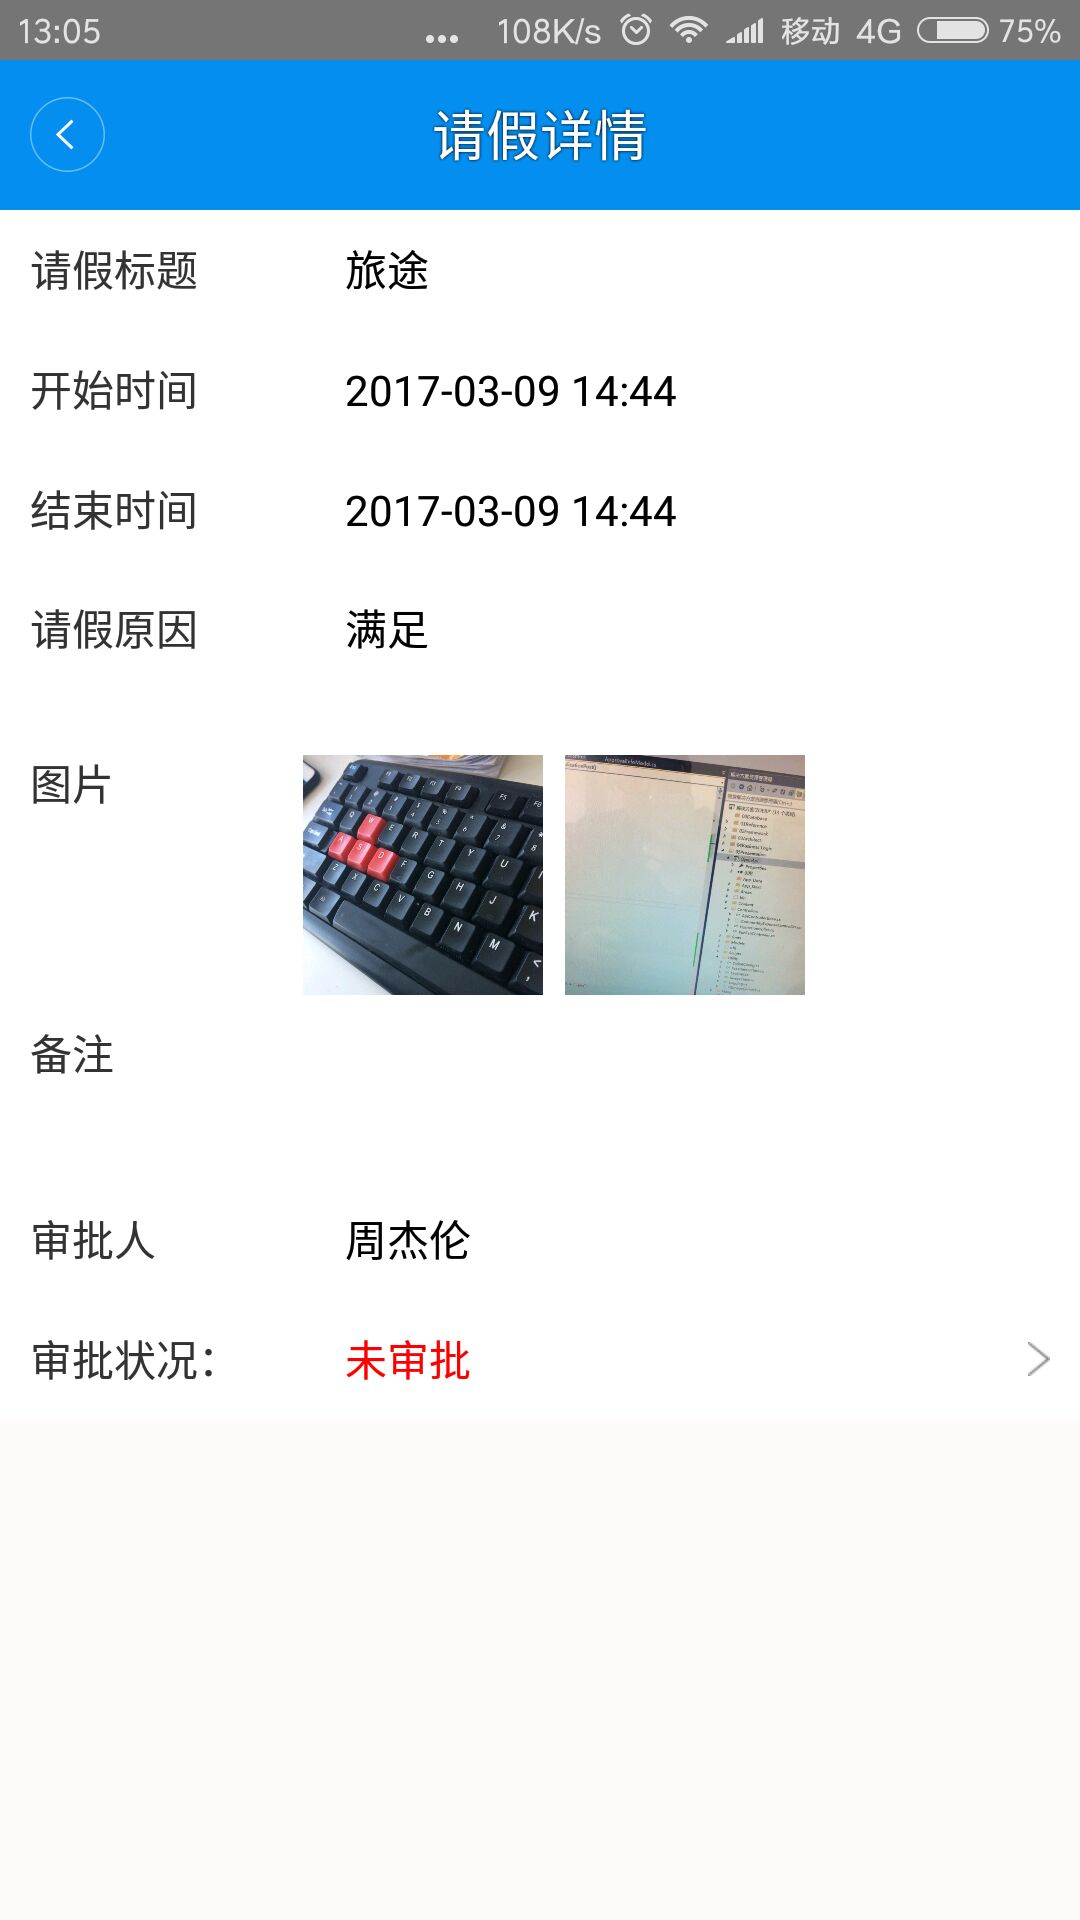 13:05 ... 108K/s 移动 4G 75%
请假详情
请假标题 旅途
开始时间 2017-03-09 14:44
结束时间 2017-03-09 14:44
请假原因 满足
图片
备注
审批人 周杰伦
审批状况： 未审批